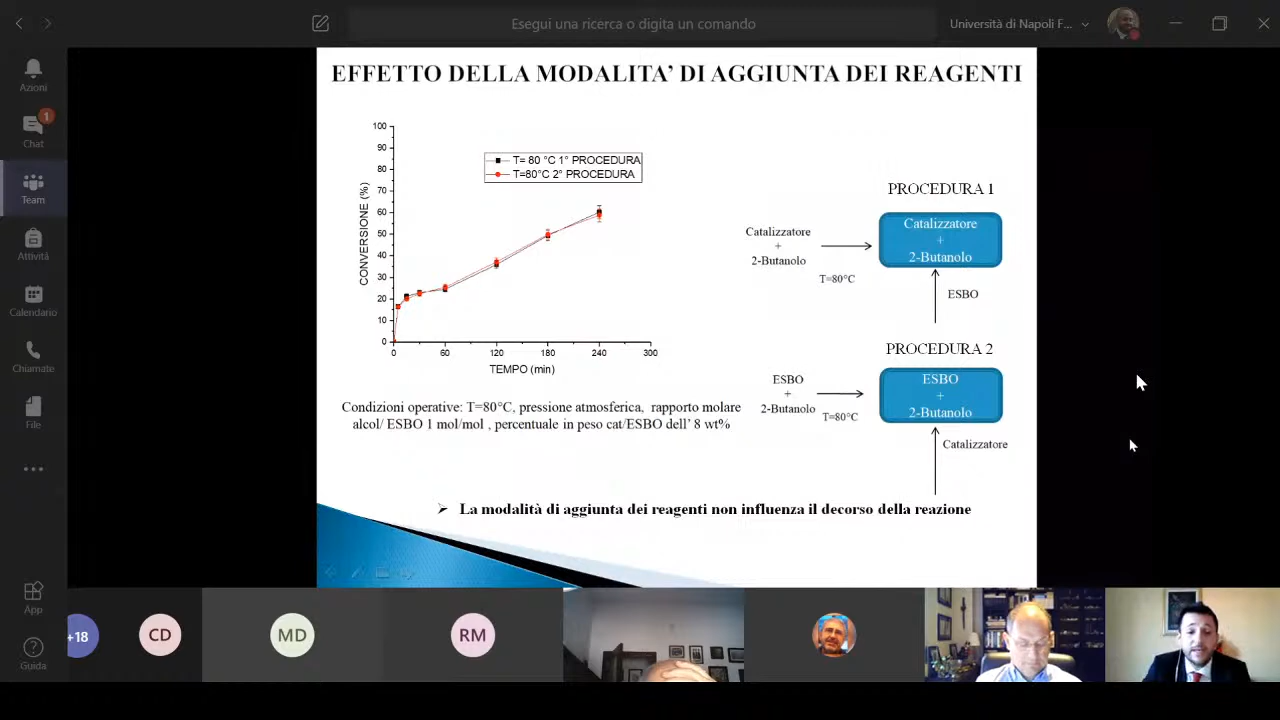 Esegui una ricerca o digita un comando
Università di Napoli F...
Azioni
Chat
1
Team
Attività
Calendario
Chiamate
File
App
Guida
EFFETTO DELLA MODALITA' DI AGGIUNTA DEI REAGENTI
100
90
80
70
60
50
40
30
20
10
0
CONVERSIONE (%)
T= 80 °C 1° PROCEDURA
T=80°C 2° PROCEDURA
0 60 120 180 240 300
TEMPO (min)
Condizioni operative: T=80°C, pressione atmosferica, rapporto molare
alcol/ ESBO 1 mol/mol , percentuale in peso cat/ESBO dell' 8 wt%
PROCEDURA 1
Catalizzatore
+
2-Butanolo
T=80°C
Catalizzatore
+
2-Butanolo
ESBO
PROCEDURA 2
ESBO
+
2-Butanolo
T=80°C
ESBO
+
2-Butanolo
Catalizzatore
La modalità di aggiunta dei reagenti non influenza il decorso della reazione
+18
CD
MD
RM